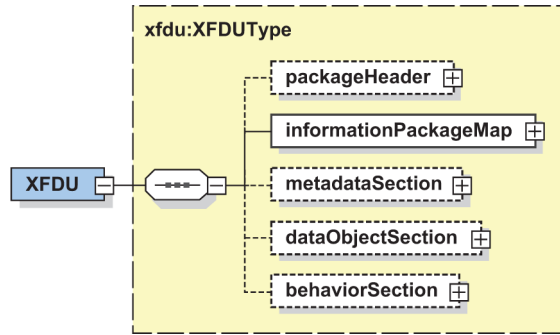 xfdu:XFDUType
packageHeader
informationPackageMap
XFDU
metadataSection
dataObjectSection
behaviorSection